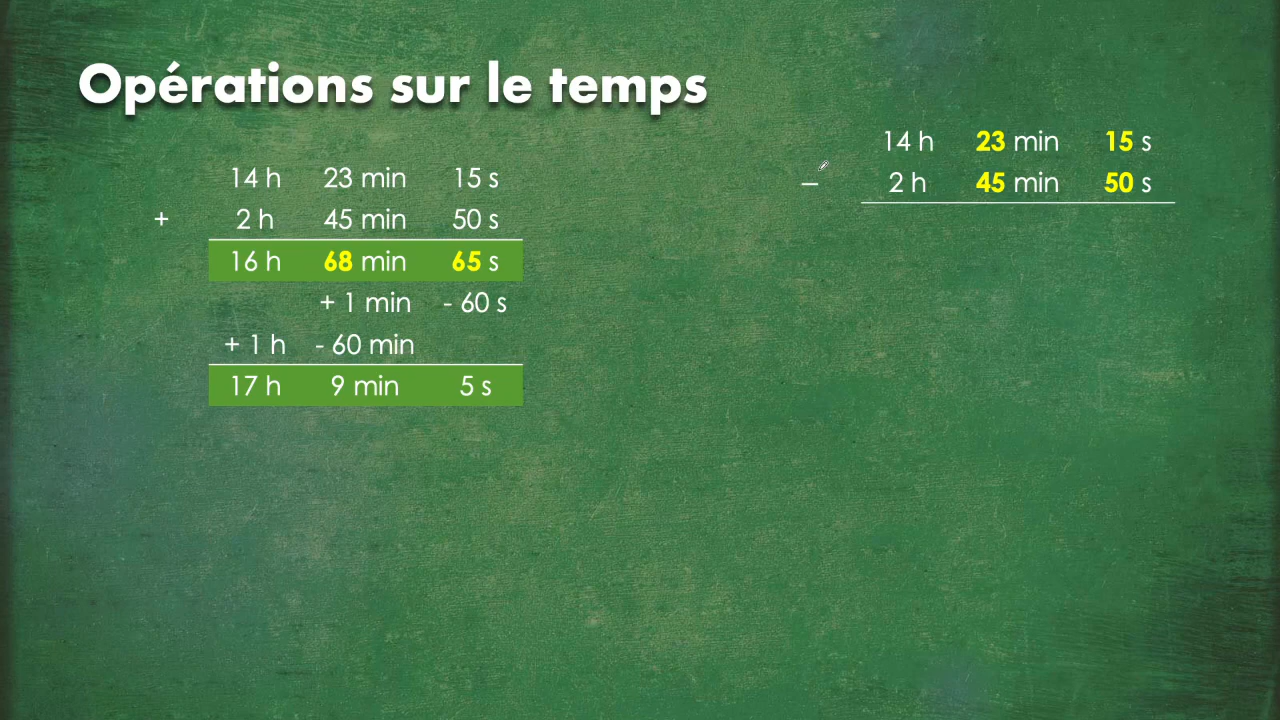 Opérations sur le temps
14 h 23 min 15 s
+ 2 h 45 min 50 s
16 h 68 min 65 s
+ 1 min - 60 s
+ 1 h - 60 min
17 h 9 min 5 s
14 h 23 min 15 s
– 2 h 45 min 50 s